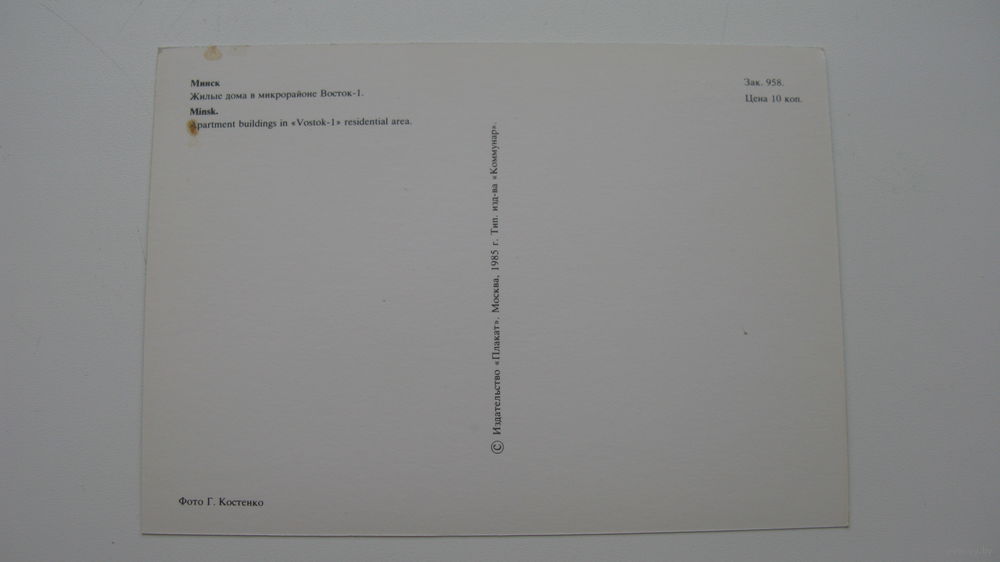 Минск
Жилые дома в микрорайоне Восток-1.
Minsk.
Apartment buildings in «Vostok-1» residential area.
Зак. 958.
Цена 10 коп.
© Издательство «Плакат». Москва, 1985 г. Тип. изд-ва «Коммунар».
Фото Г. Костенко